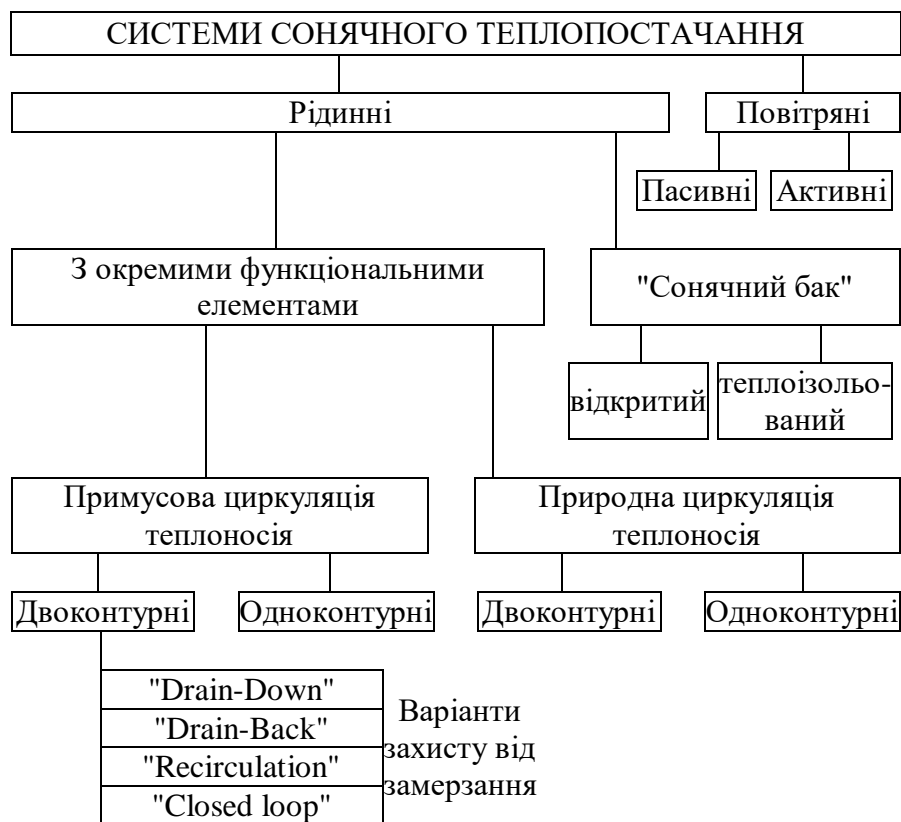 СИСТЕМИ СОНЯЧНОГО ТЕПЛОПОСТАЧАННЯ
Рідинні
Повітряні
Пасивні
Активні
З окремими функціональними
елементами
"Сонячний бак"
відкритий
теплоізольо-
ваний
Примусова циркуляція
теплоносія
Природна циркуляція
теплоносія
Двоконтурні
Одноконтурні
Двоконтурні
Одноконтурні
"Drain-Down"
"Drain-Back"
"Recirculation"
"Closed loop"
Варіанти
захисту від
замерзання